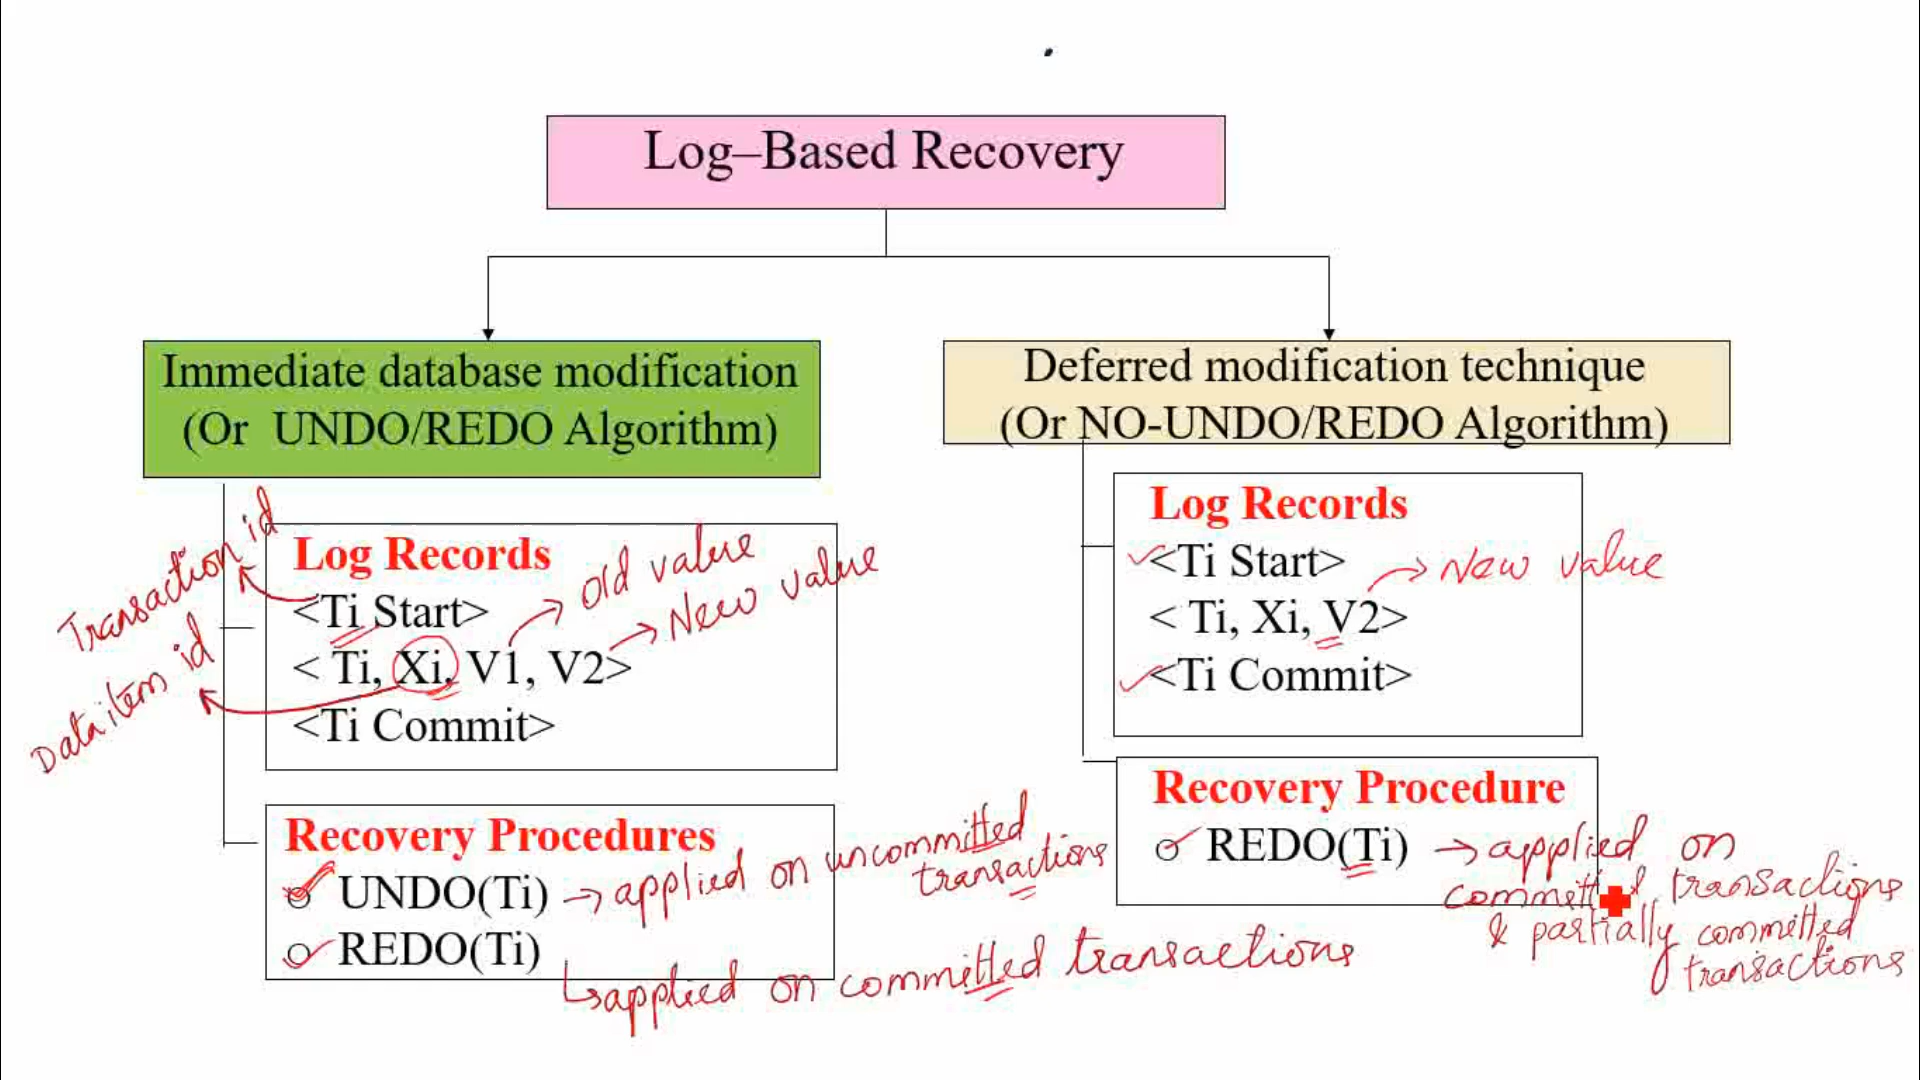 Log–Based Recovery
Immediate database modification
(Or UNDO/REDO Algorithm)
Transaction id
Data item id
Log Records
<Ti Start>
old value
< Ti, Xi, V1, V2>
New value
<Ti Commit>
Recovery Procedures
UNDO(Ti) → applied on uncommitted
transactions
REDO(Ti)
↳ applied on committed transactions
Deferred modification technique
(Or NO-UNDO/REDO Algorithm)
Log Records
<Ti Start>
New value
< Ti, Xi, V2>
<Ti Commit>
Recovery Procedure
REDO(Ti) → applied on
committed transactions
& partially committed
transactions